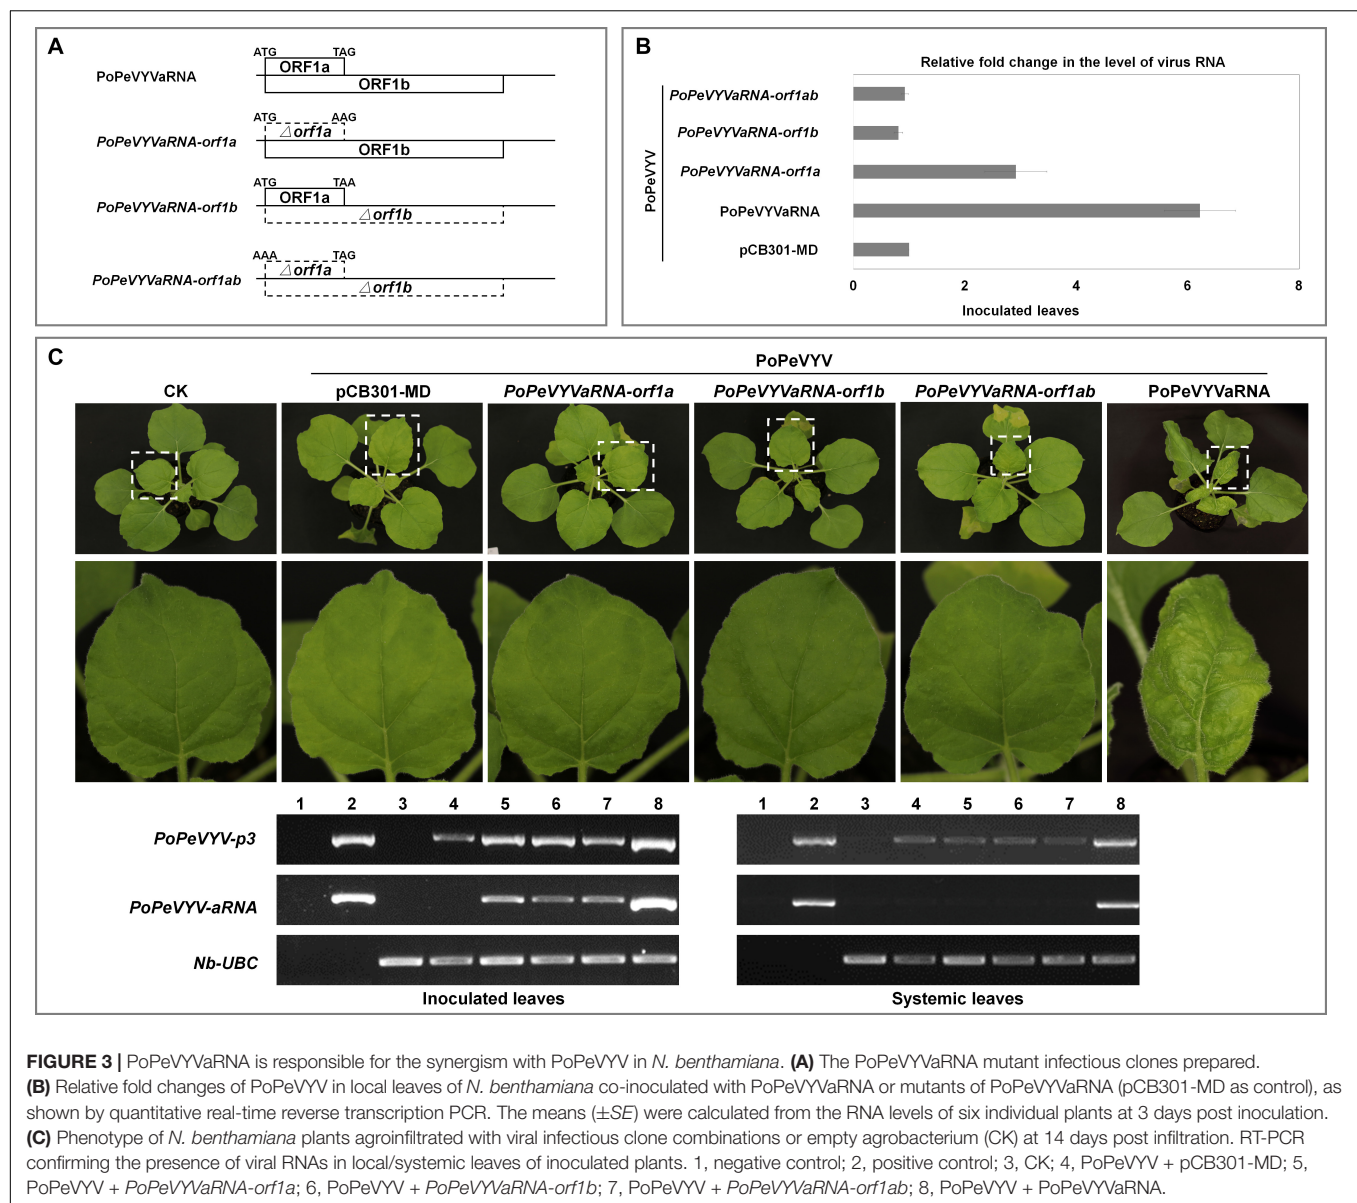 A
ATG TAG
PoPeVYVaRNA
ORF1a
ORF1b
ATG AAG
PoPeVYVaRNA-orf1a
△ orf1a
ORF1b
ATG TAA
PoPeVYVaRNA-orf1b
ORF1a
△ orf1b
AAA TAG
PoPeVYVaRNA-orf1ab
△ orf1a
△ orf1b
B
Relative fold change in the level of virus RNA
PoPeVYV
PoPeVYVaRNA-orf1ab
PoPeVYVaRNA-orf1b
PoPeVYVaRNA-orf1a
PoPeVYVaRNA
pCB301-MD
0 2 4 6 8
Inoculated leaves
C
PoPeVYV
CK pCB301-MD PoPeVYVaRNA-orf1a PoPeVYVaRNA-orf1b PoPeVYVaRNA-orf1ab PoPeVYVaRNA
1 2 3 4 5 6 7 8 1 2 3 4 5 6 7 8
PoPeVYV-p3
PoPeVYV-aRNA
Nb-UBC
Inoculated leaves Systemic leaves
FIGURE 3 | PoPeVYVaRNA is responsible for the synergism with PoPeVYV in N. benthamiana. (A) The PoPeVYVaRNA mutant infectious clones prepared.
(B) Relative fold changes of PoPeVYV in local leaves of N. benthamiana co-inoculated with PoPeVYVaRNA or mutants of PoPeVYVaRNA (pCB301-MD as control), as
shown by quantitative real-time reverse transcription PCR. The means (±SE) were calculated from the RNA levels of six individual plants at 3 days post inoculation.
(C) Phenotype of N. benthamiana plants agroinfiltrated with viral infectious clone combinations or empty agrobacterium (CK) at 14 days post infiltration. RT-PCR
confirming the presence of viral RNAs in local/systemic leaves of inoculated plants. 1, negative control; 2, positive control; 3, CK; 4, PoPeVYV + pCB301-MD; 5,
PoPeVYV + PoPeVYVaRNA-orf1a; 6, PoPeVYV + PoPeVYVaRNA-orf1b; 7, PoPeVYV + PoPeVYVaRNA-orf1ab; 8, PoPeVYV + PoPeVYVaRNA.